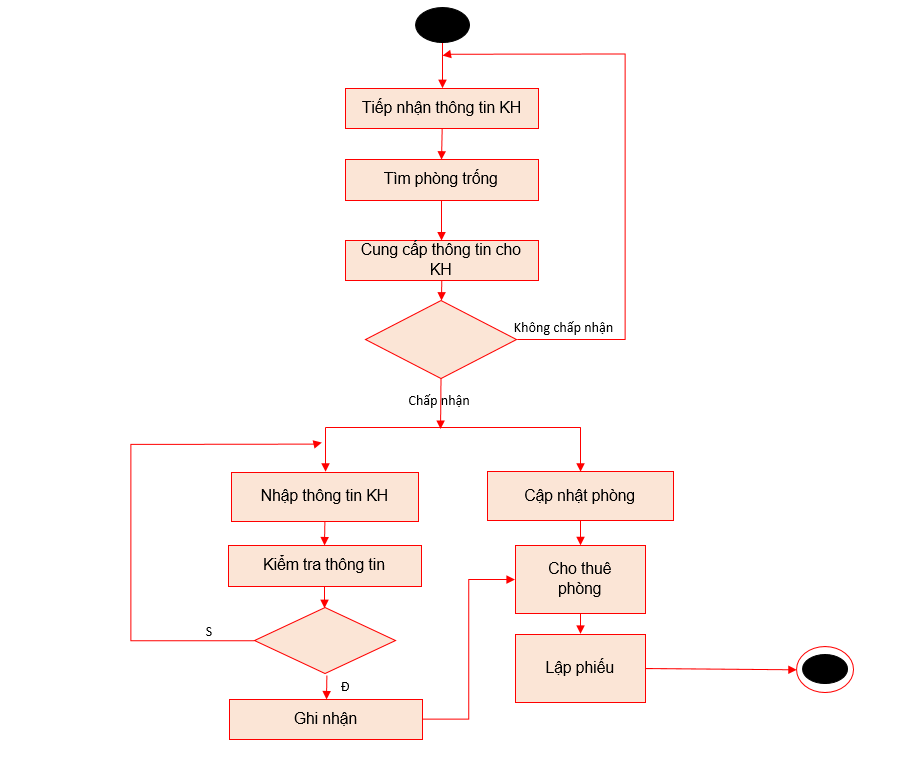 Tiếp nhận thông tin KH
Tìm phòng trống
Cung cấp thông tin cho
KH
Không chấp nhận
Chấp nhận
Nhập thông tin KH
Cập nhật phòng
Kiễm tra thông tin
Cho thuê
phòng
S
Lập phiếu
Đ
Ghi nhận